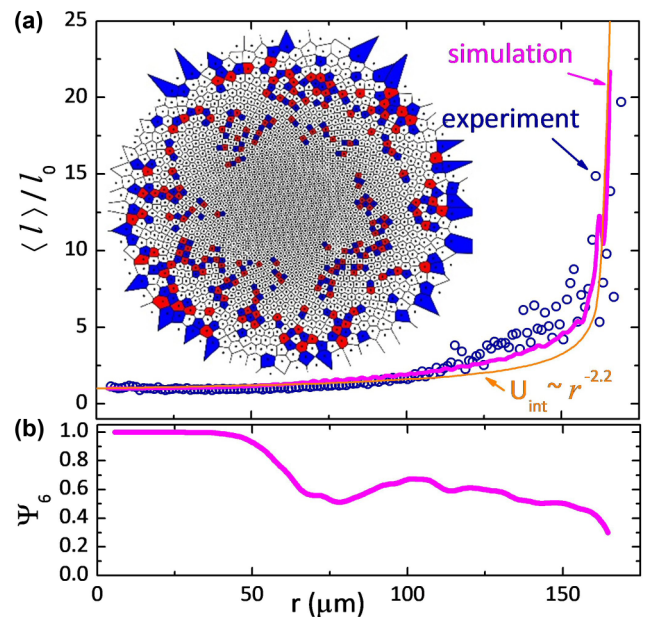 (a)
25
20
15
10
5
0
⟨ l ⟩ / l₀
simulation
experiment
U_int ~ r^-2.2
(b)
1.0
0.8
0.6
0.4
0.2
0.0
Ψ₆
0 50 100 150
r (μm)